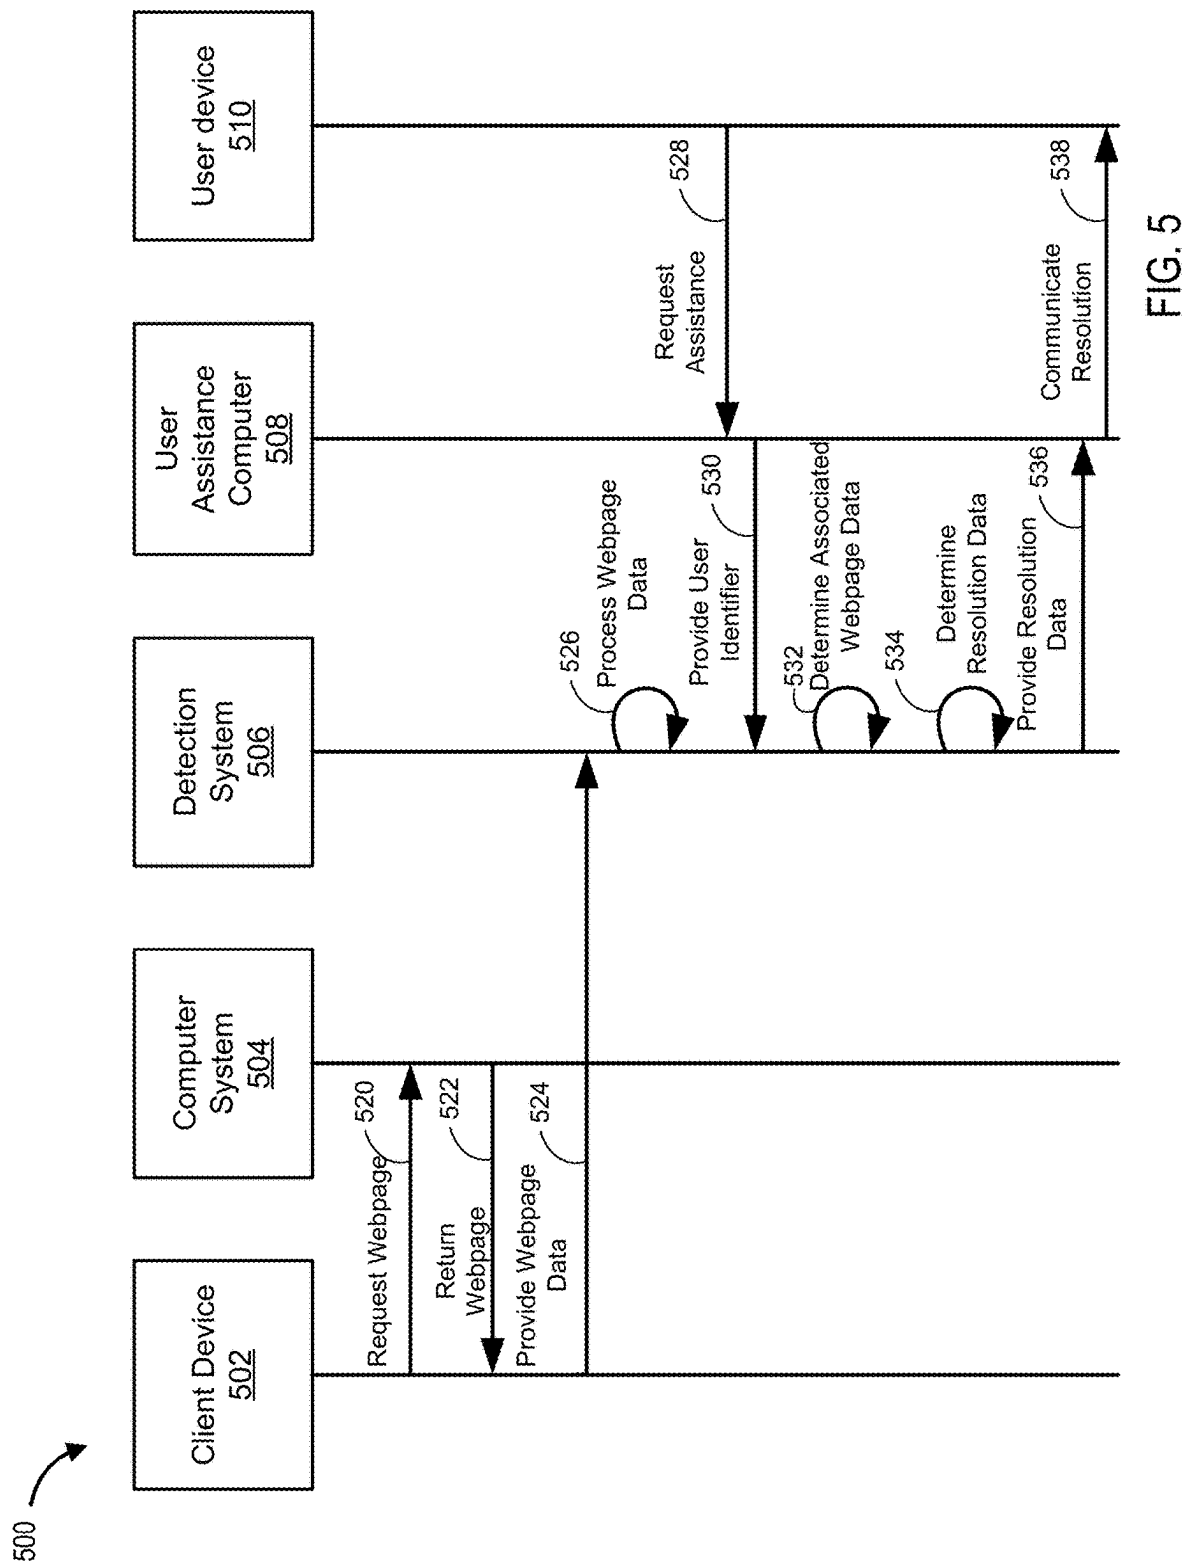 500
Client Device
502
Computer
System
504
Detection
System
506
User
Assistance
Computer
508
User device
510
Request Webpage
520
Return
Webpage
522
Provide Webpage
Data
524
526
Process Webpage
Data
Request
Assistance
528
Provide User
Identifier
530
532
Determine Associated
Webpage Data
534
Determine
Resolution Data
Provide Resolution
Data
536
Communicate
Resolution
538
FIG. 5